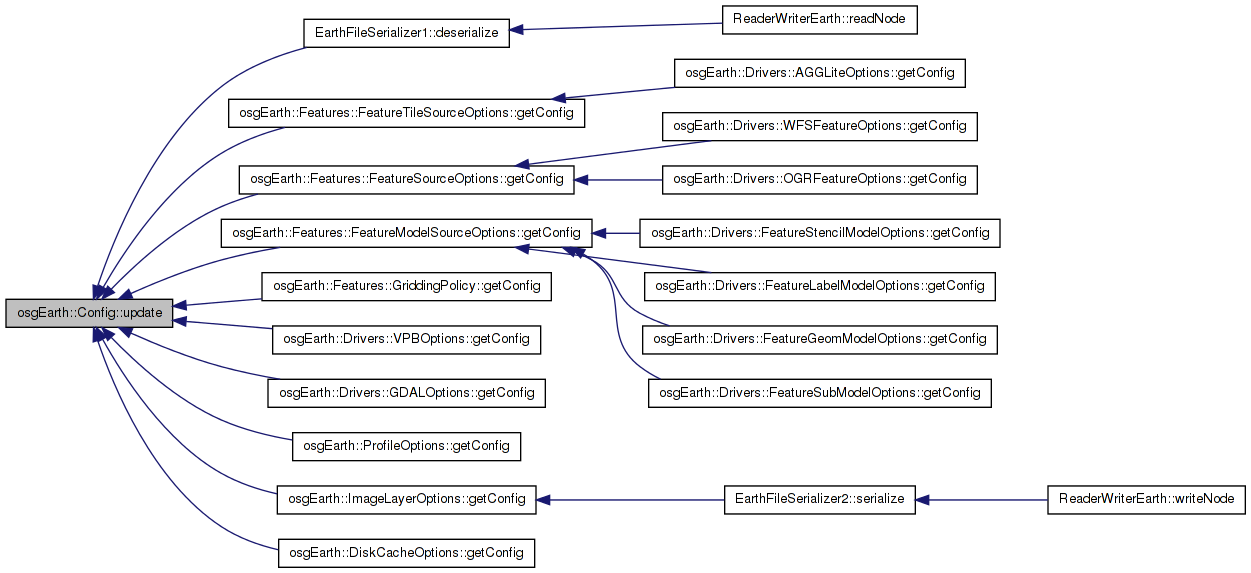 ReaderWriterEarth::readNode
EarthFileSerializer1::deserialize
osgEarth::Drivers::AGGLiteOptions::getConfig
osgEarth::Features::FeatureTileSourceOptions::getConfig
osgEarth::Drivers::WFSFeatureOptions::getConfig
osgEarth::Features::FeatureSourceOptions::getConfig
osgEarth::Drivers::OGRFeatureOptions::getConfig
osgEarth::Features::FeatureModelSourceOptions::getConfig
osgEarth::Drivers::FeatureStencilModelOptions::getConfig
osgEarth::Features::GriddingPolicy::getConfig
osgEarth::Drivers::FeatureLabelModelOptions::getConfig
osgEarth::Config::update
osgEarth::Drivers::VPBOptions::getConfig
osgEarth::Drivers::FeatureGeomModelOptions::getConfig
osgEarth::Drivers::GDALOptions::getConfig
osgEarth::Drivers::FeatureSubModelOptions::getConfig
osgEarth::ProfileOptions::getConfig
osgEarth::ImageLayerOptions::getConfig
EarthFileSerializer2::serialize
ReaderWriterEarth::writeNode
osgEarth::DiskCacheOptions::getConfig